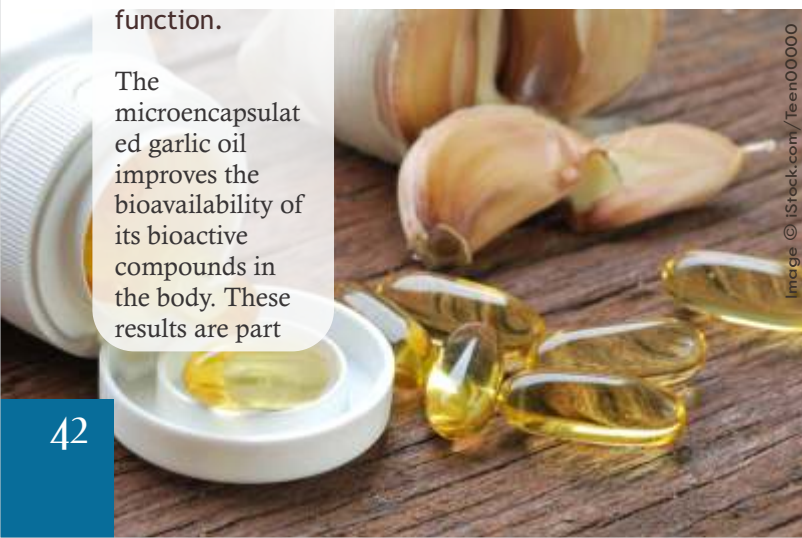 function.
The
microencapsulat
ed garlic oil
improves the
bioavailability of
its bioactive
compounds in
the body. These
results are part
42
Image © iStock.com/Teen00000